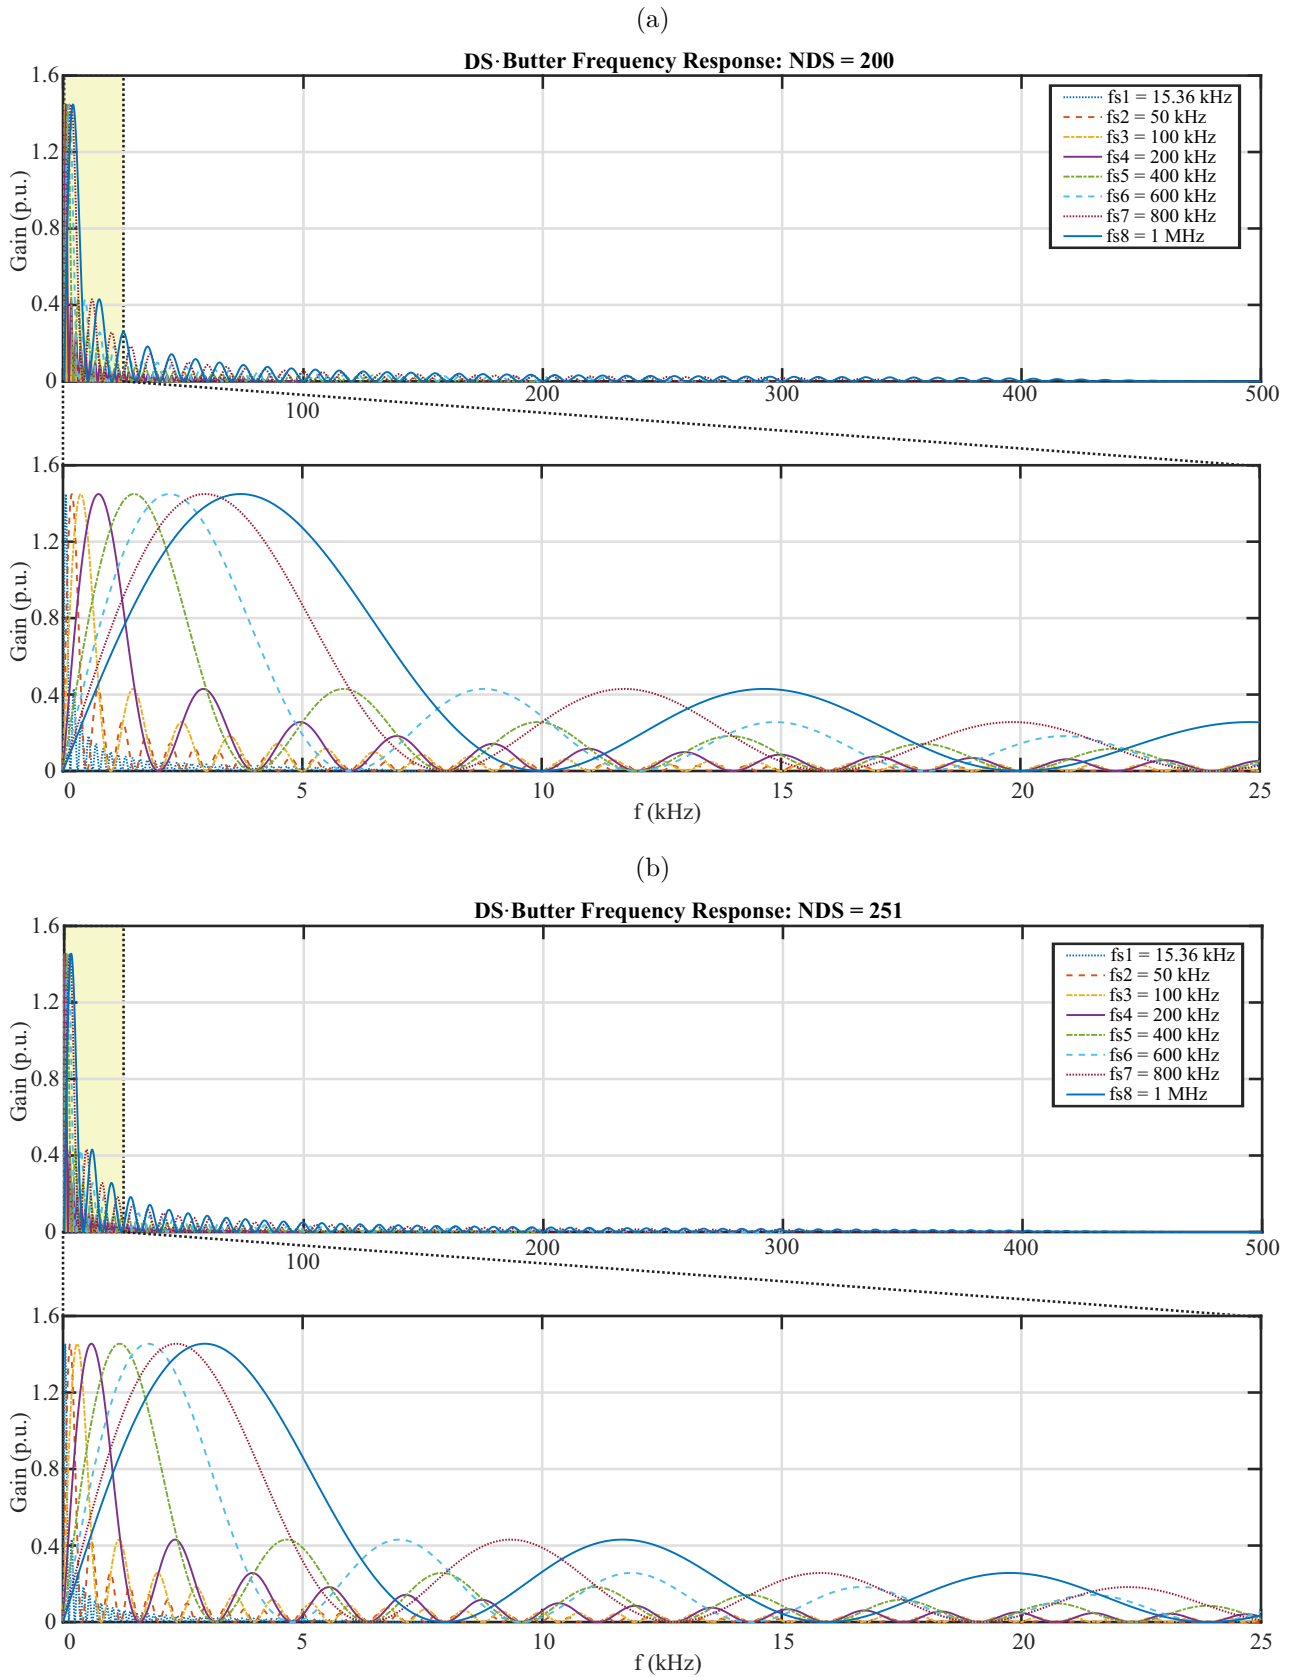 (a)
DS·Butter Frequency Response: NDS = 200
1.6
1.2
0.8
0.4
0
Gain (p.u.)
fs1 = 15.36 kHz
fs2 = 50 kHz
fs3 = 100 kHz
fs4 = 200 kHz
fs5 = 400 kHz
fs6 = 600 kHz
fs7 = 800 kHz
fs8 = 1 MHz
100 200 300 400 500
1.6
1.2
0.8
0.4
0
Gain (p.u.)
0 5 10 15 20 25
f (kHz)
(b)
DS·Butter Frequency Response: NDS = 251
1.6
1.2
0.8
0.4
0
Gain (p.u.)
fs1 = 15.36 kHz
fs2 = 50 kHz
fs3 = 100 kHz
fs4 = 200 kHz
fs5 = 400 kHz
fs6 = 600 kHz
fs7 = 800 kHz
fs8 = 1 MHz
100 200 300 400 500
1.6
1.2
0.8
0.4
0
Gain (p.u.)
0 5 10 15 20 25
f (kHz)